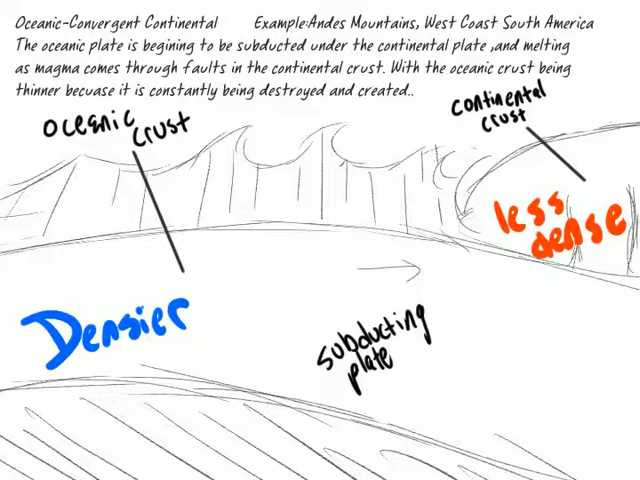 Oceanic-Convergent Continental Example:Andes Mountains, West Coast South America
The oceanic plate is begining to be subducted under the continental plate ,and melting
as magma comes through faults in the continental crust. With the oceanic crust being
thinner becuase it is constantly being destroyed and created..
oceanic
crust
continental
crust
less
dense
Densier
subducting
plate